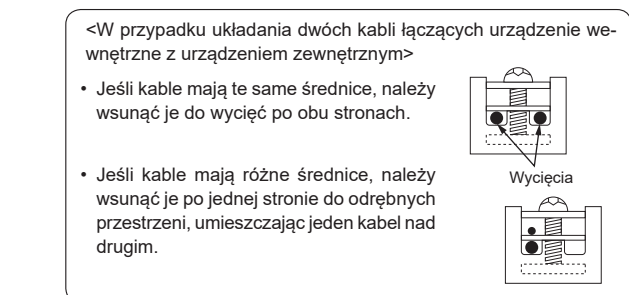 <W przypadku układania dwóch kabli łączących urządzenie we-
wnętrzne z urządzeniem zewnętrznym>
• Jeśli kable mają te same średnice, należy
wsunąć je do wycięć po obu stronach.
Wycięcia
• Jeśli kable mają różne średnice, należy
wsunąć je po jednej stronie do odrębnych
przestrzeni, umieszczając jeden kabel nad
drugim.